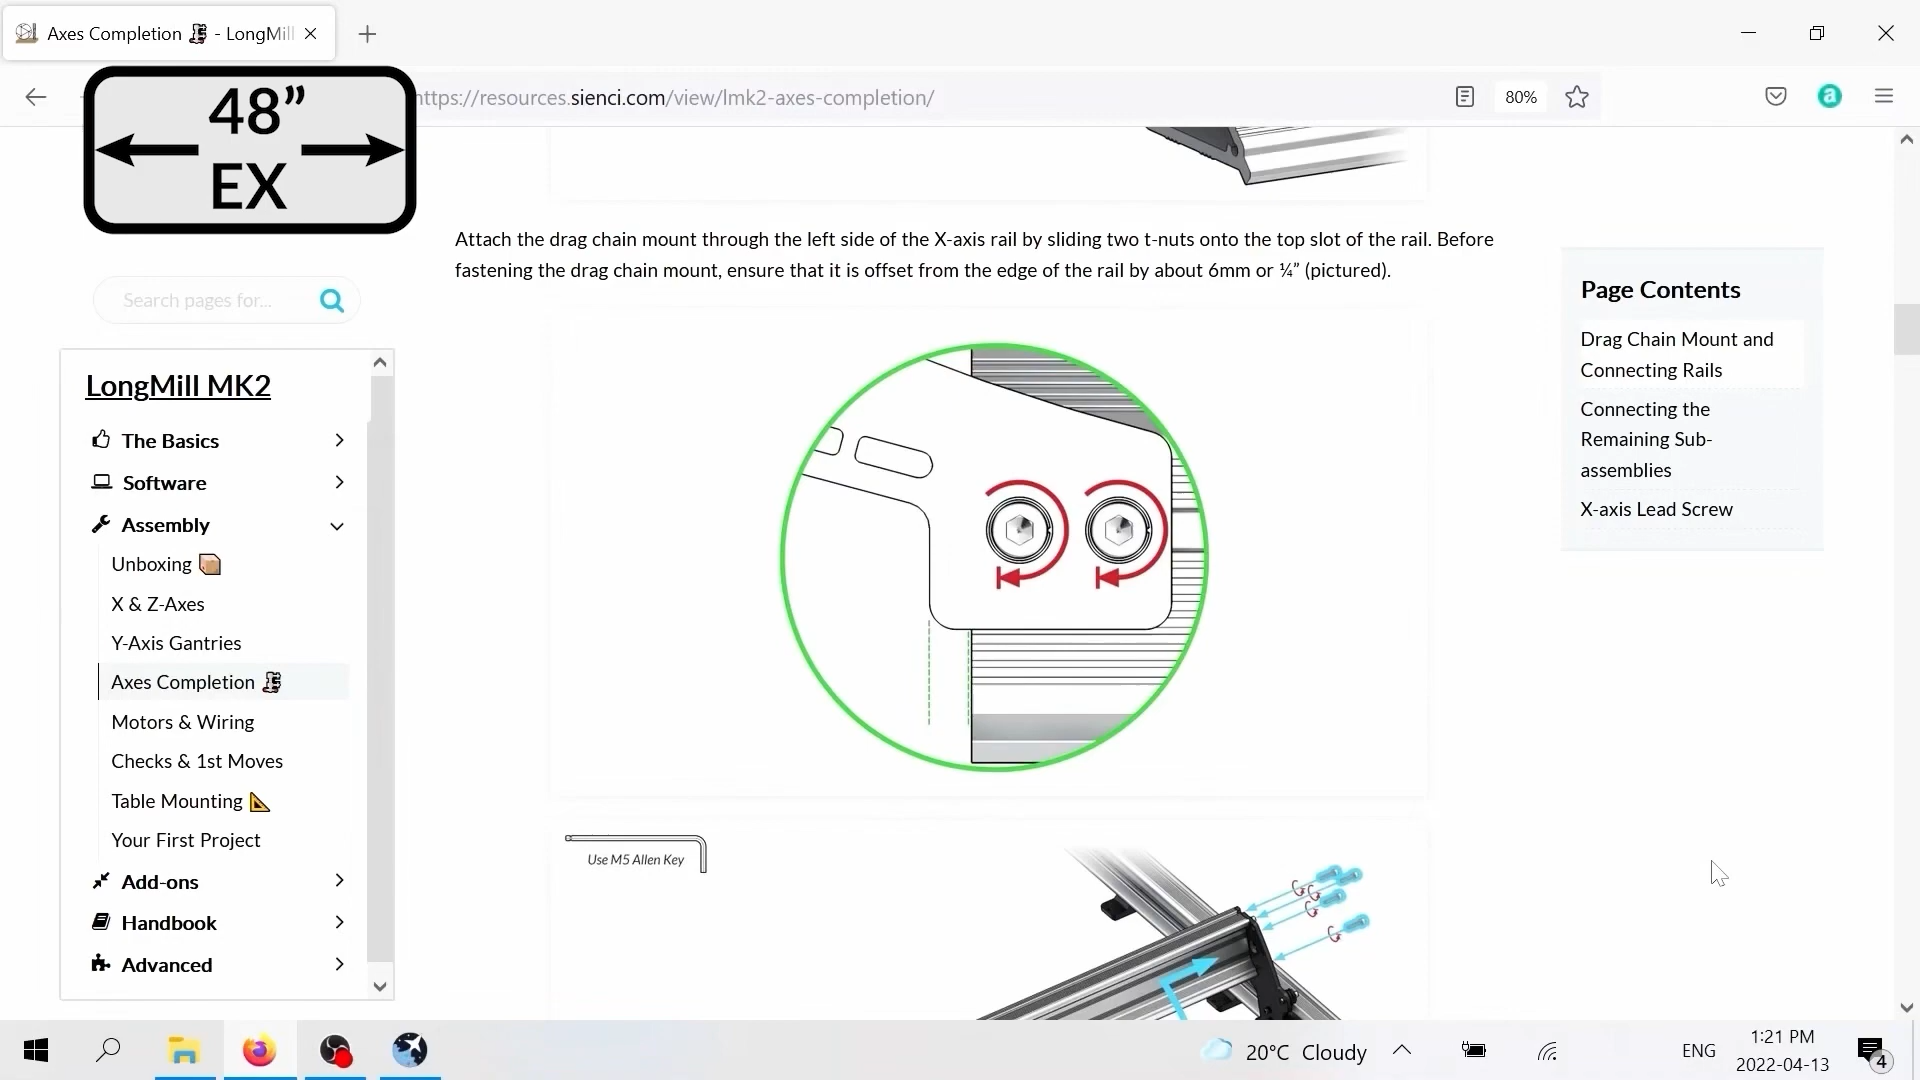 Axes Completion - LongMill
48”
EX
ttps://resources.sienci.com/view/lmk2-axes-completion/
80%
a
Attach the drag chain mount through the left side of the X-axis rail by sliding two t-nuts onto the top slot of the rail. Before
fastening the drag chain mount, ensure that it is offset from the edge of the rail by about 6mm or ¼” (pictured).
Search pages for...
LongMill MK2
The Basics
Software
Assembly
Unboxing
X & Z-Axes
Y-Axis Gantries
Axes Completion
Motors & Wiring
Checks & 1st Moves
Table Mounting
Your First Project
Add-ons
Handbook
Advanced
Page Contents
Drag Chain Mount and
Connecting Rails
Connecting the
Remaining Sub-
assemblies
X-axis Lead Screw
Use M5 Allen Key
20°C Cloudy
ENG
1:21 PM
2022-04-13
4